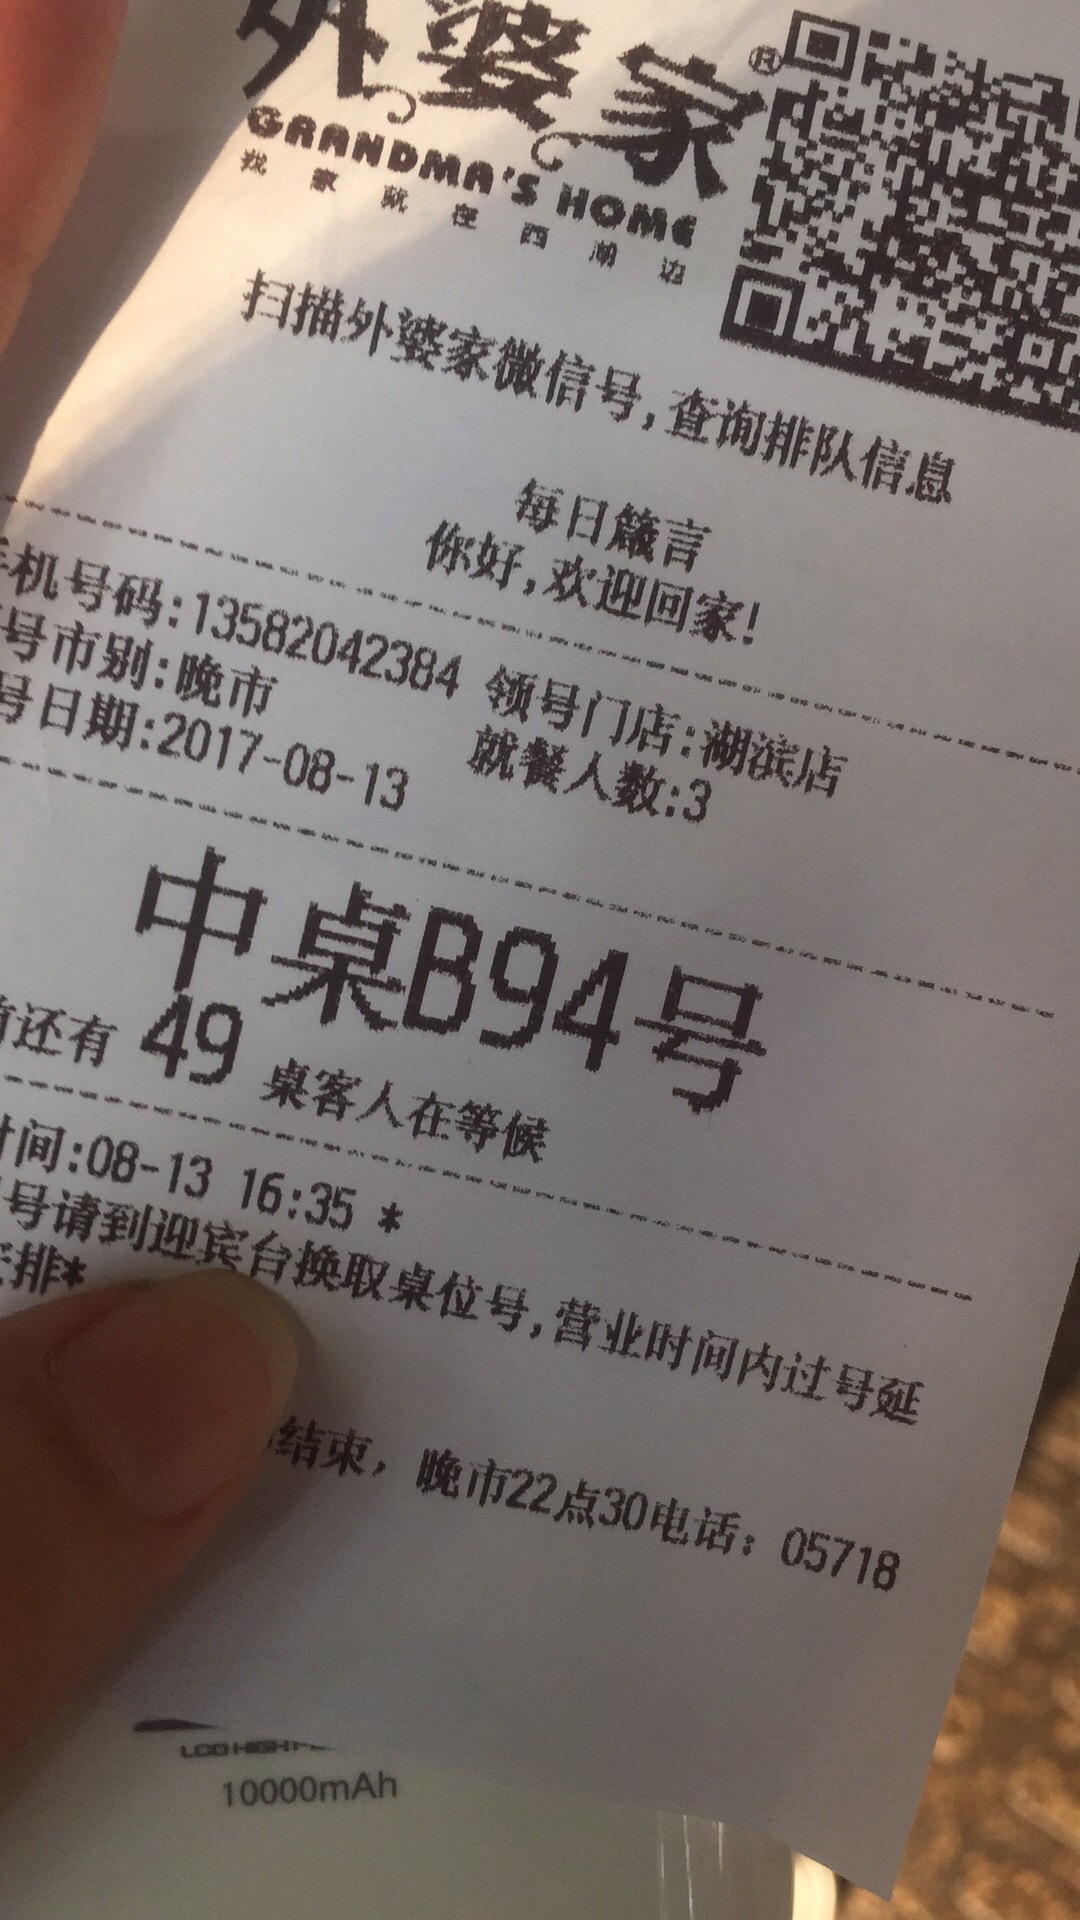 外婆家®
GRANDMA'S HOME
我家就在西湖边
扫描外婆家微信号,查询排队信息
每日箴言
你好,欢迎回家!
手机号码:13582042384 领号门店:湖滨店
号市别:晚市 就餐人数:3
号日期:2017-08-13
中桌B94号
前还有 49 桌客人在等候
时间:08-13 16:35 *
号请到迎宾台换取桌位号,营业时间内过号延
排*
结束，晚市22点30电话：05718
LCD HIGH
10000mAh